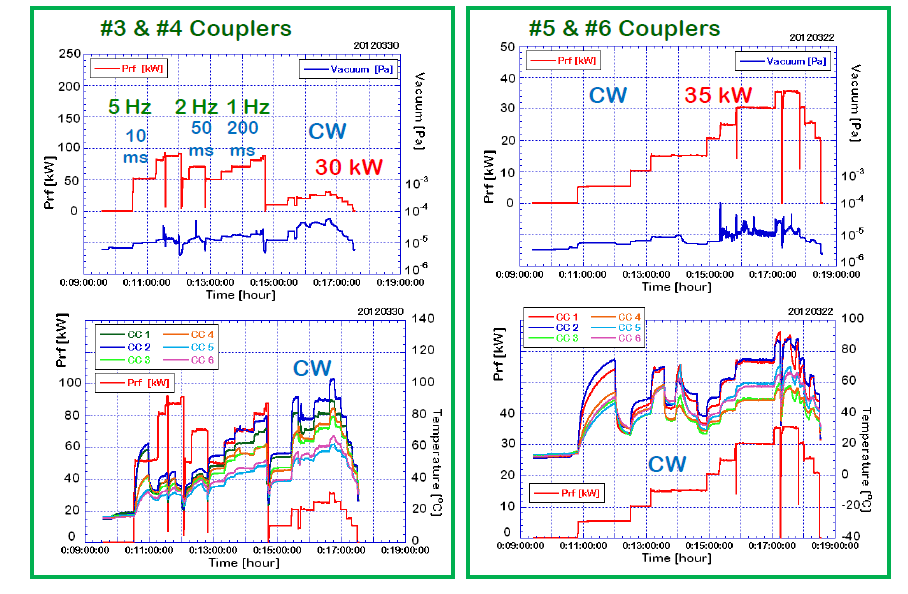 #3 & #4 Couplers
20120330
250
200
150
100
50
0
Prf [kW]
Prf [kW]
Vacuum [Pa]
5 Hz 2 Hz 1 Hz
10 ms
50 ms
200 ms
CW
30 kW
Vacuum [Pa]
10-3
10-4
10-5
10-6
0:09:00:00 0:11:00:00 0:13:00:00 0:15:00:00 0:17:00:00 0:19:00:00
Time [hour]
20120330
Prf [kW]
100
80
60
40
20
0
CC 1 CC 4
CC 2 CC 5
CC 3 CC 6
Prf [kW]
CW
140
120
100
80
60
40
20
0
Temperature [°C]
0:09:00:00 0:11:00:00 0:13:00:00 0:15:00:00 0:17:00:00 0:19:00:00
Time [hour]
#5 & #6 Couplers
20120322
50
40
30
20
10
0
Prf [kW]
Prf [kW]
Vacuum [Pa]
CW
35 kW
Vacuum [Pa]
10-3
10-4
10-5
10-6
0:09:00:00 0:11:00:00 0:13:00:00 0:15:00:00 0:17:00:00 0:19:00:00
Time [hour]
20120322
Prf [kW]
40
30
20
10
0
CC 1 CC 4
CC 2 CC 5
CC 3 CC 6
CW
Prf [kW]
100
80
60
40
20
0
-20
-40
Temperature [°C]
0:09:00:00 0:11:00:00 0:13:00:00 0:15:00:00 0:17:00:00 0:19:00:00
Time [hour]